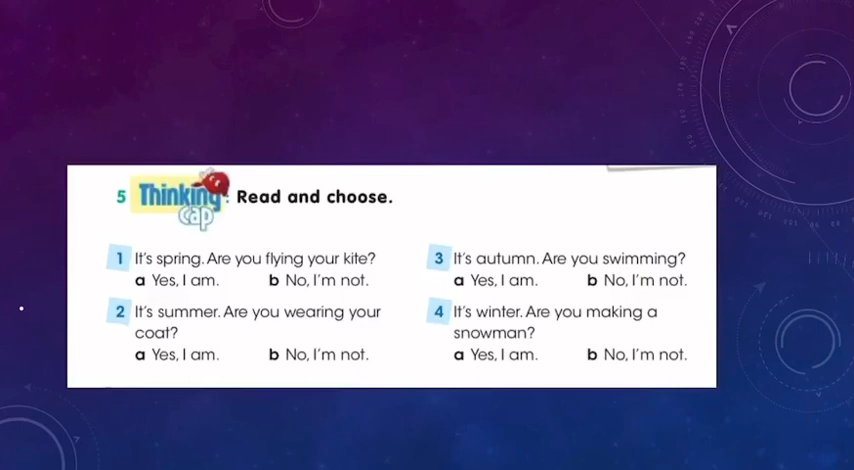 5 Thinking Cap: Read and choose.
1 It's spring. Are you flying your kite?
a Yes, I am. b No, I'm not.
2 It's summer. Are you wearing your
coat?
a Yes, I am. b No, I'm not.
3 It's autumn. Are you swimming?
a Yes, I am. b No, I'm not.
4 It's winter. Are you making a
snowman?
a Yes, I am. b No, I'm not.